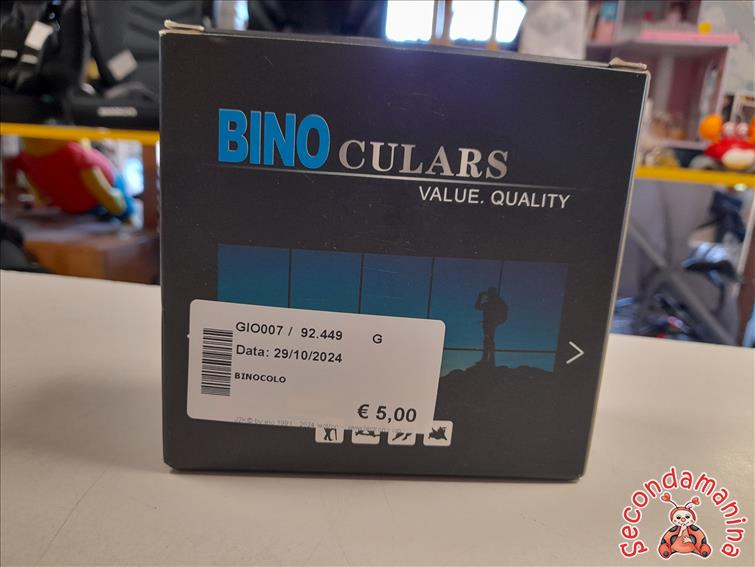 BINO CULARS
VALUE. QUALITY
GIO007 / 92.449 G
Data: 29/10/2024
BINOCOLO
€ 5,00
Secondamanina